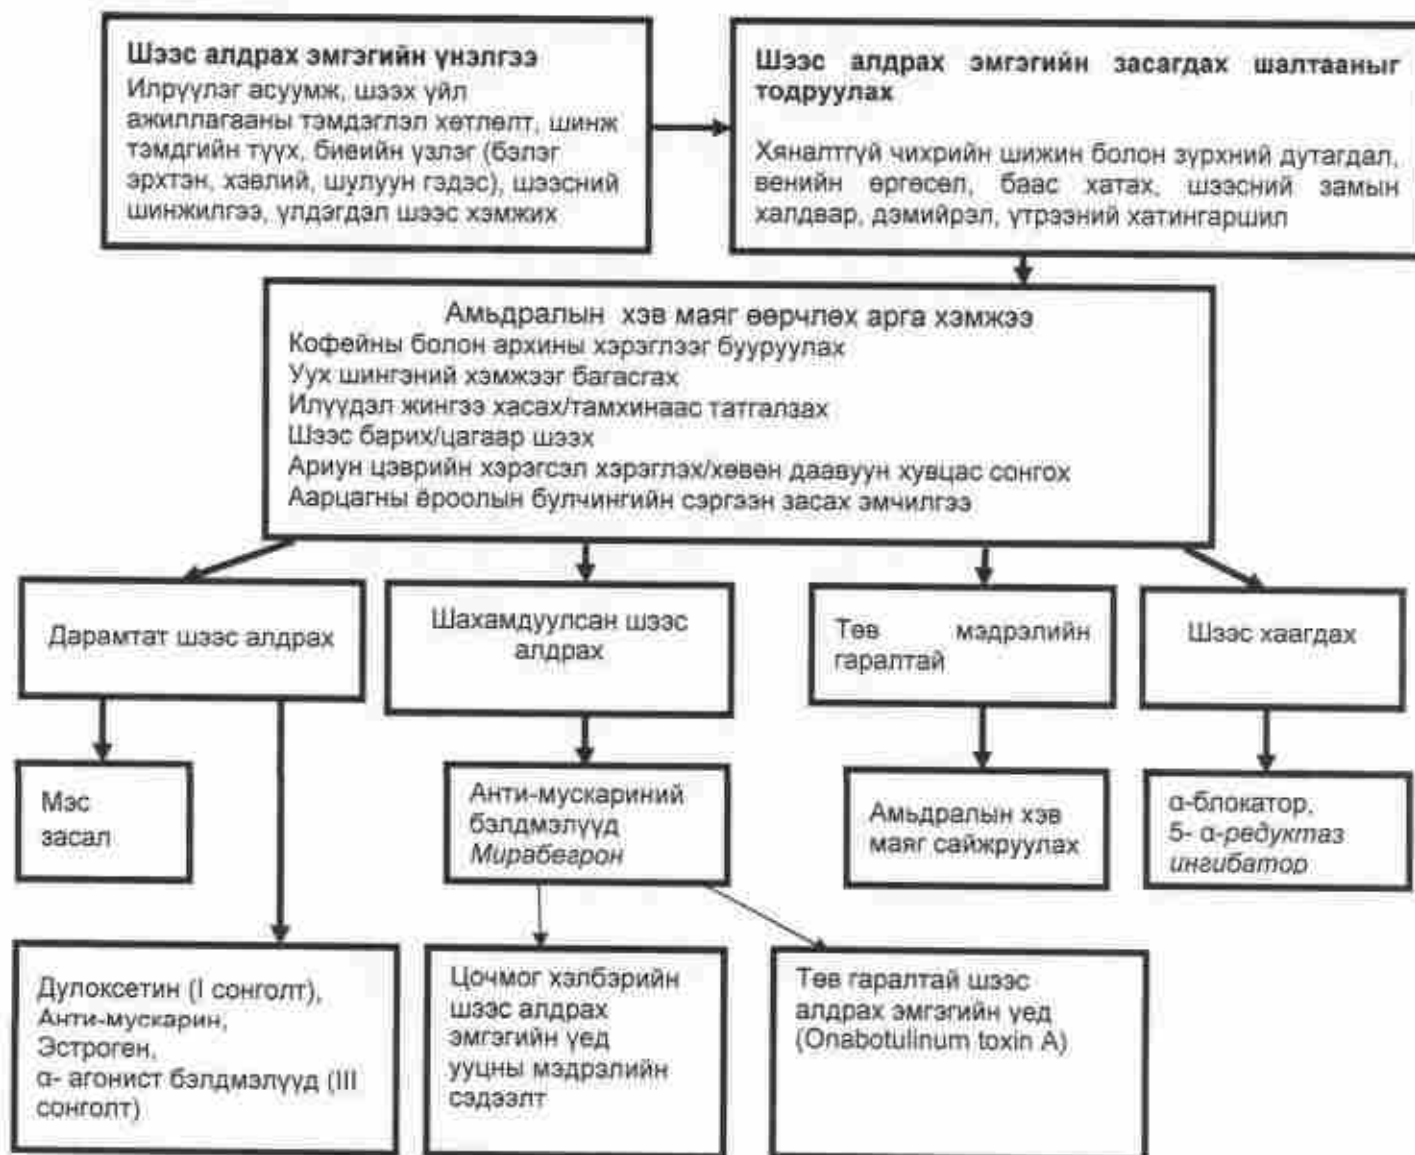 Шээс алдрах эмгэгийн үнэлгээ
Илрүүлэг асуумж, шээх үйл
ажиллагааны тэмдэглэл хөтлөлт, шинж
тэмдгийн түүх, биеийн үзлэг (бэлэг
эрхтэн, хэвлий, шулуун гэдэс), шээсний
шинжилгээ, үлдэгдэл шээс хэмжих
Шээс алдрах эмгэгийн засагдах шалтааныг
тодруулах
Хяналтгүй чихрийн шижин болон зүрхний дутагдал,
венийн өргөсөл, баас хатах, шээсний замын
халдвар, дэмийрэл, үтрээний хатингаршил
Амьдралын хэв маяг өөрчлөх арга хэмжээ
Кофейны болон архины хэрэглээг бууруулах
Уух шингэний хэмжээг багасгах
Илүүдэл жингээ хасах/тамхинаас татгалзах
Шээс барих/цагаар шээх
Ариун цэврийн хэрэгсэл хэрэглэх/хөвөн даавуун хувцас сонгох
Аарцагны ёроолын булчингийн сэргээн засах эмчилгээ
Дарамтат шээс алдрах
Шахамдуулсан шээс
алдрах
Төв мэдрэлийн
гаралтай
Шээс хаагдах
Мэс
засал
Анти-мускариний
бэлдмэлүүд
Мирабегрон
Амьдралын хэв
маяг сайжруулах
α-блокатор,
5- α-редуктаз
ингибатор
Дулоксетин (I сонголт),
Анти-мускарин,
Эстроген,
α- агонист бэлдмэлүүд (III
сонголт)
Цочмог хэлбэрийн
шээс алдрах
эмгэгийн үед
ууцны мэдрэлийн
сэдээлт
Төв гаралтай шээс
алдрах эмгэгийн үед
(Onabotulinum toxin A)